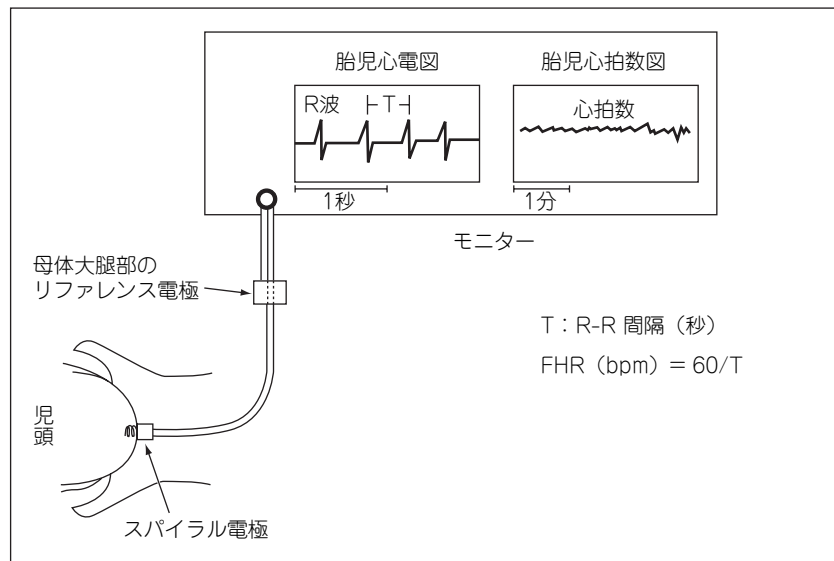 胎児心電図
胎児心拍数図
R波
T
心拍数
1秒
1分
モニター
母体大腿部の
リファレンス電極
T：R-R 間隔（秒）
FHR（bpm）＝ 60/T
児頭
スパイラル電極